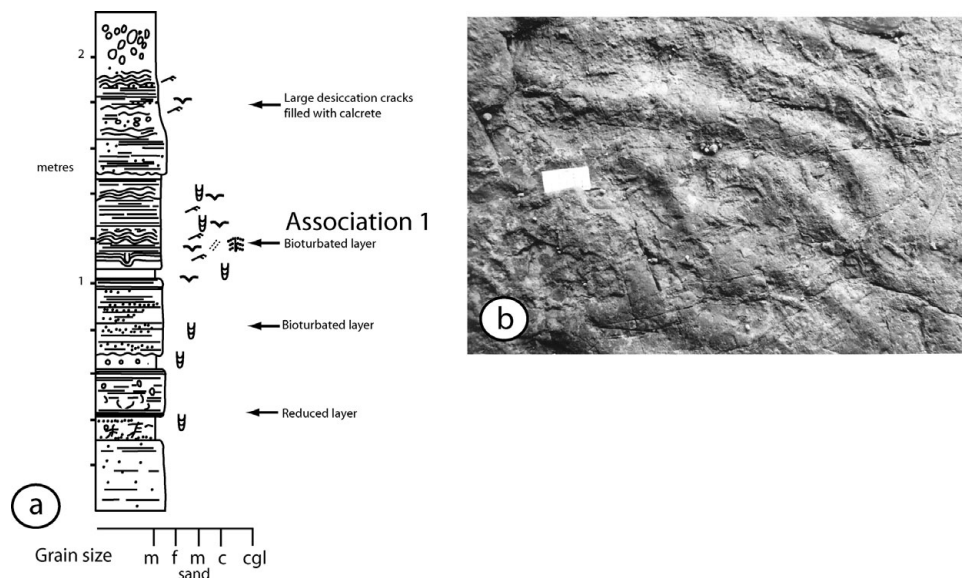 2
Large desiccation cracks
filled with calcrete
metres
Association 1
Bioturbated layer
1
Bioturbated layer
Reduced layer
a
Grain size m f m c cgl
sand
b